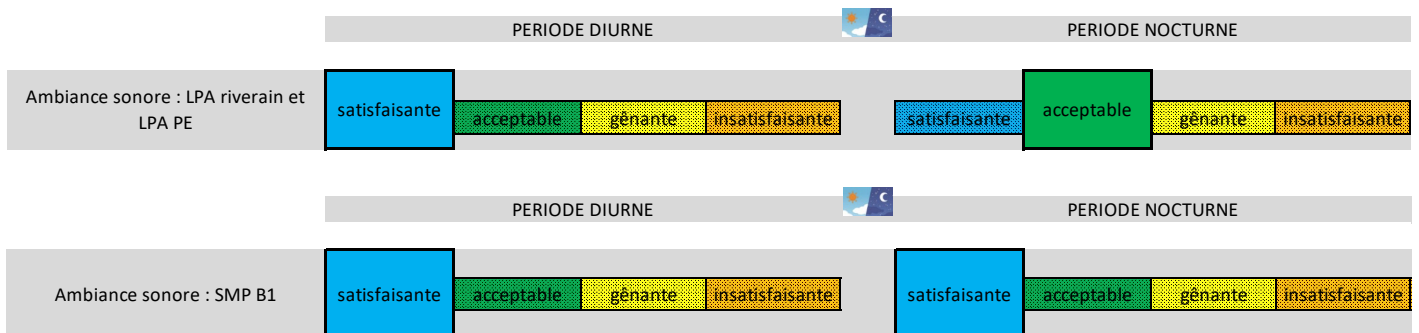 PERIODE DIURNE PERIODE NOCTURNE
Ambiance sonore : LPA riverain et
LPA PE
satisfaisante acceptable gênante insatisfaisante satisfaisante acceptable gênante insatisfaisante
PERIODE DIURNE PERIODE NOCTURNE
Ambiance sonore : SMP B1 satisfaisante acceptable gênante insatisfaisante satisfaisante acceptable gênante insatisfaisante